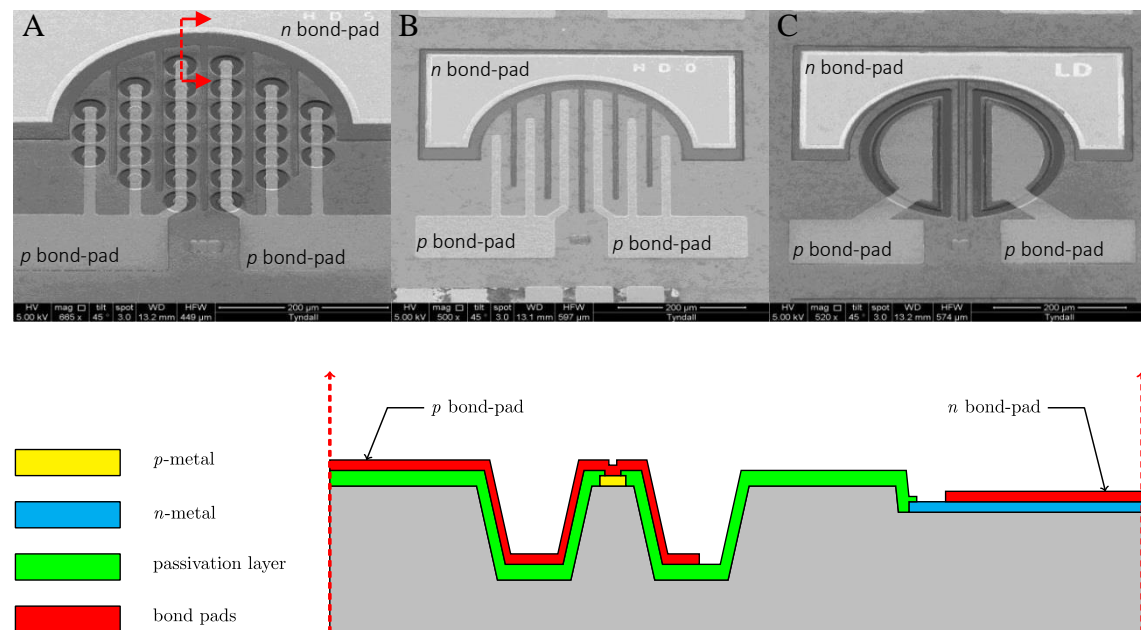 A
H D S
n bond-pad
p bond-pad
p bond-pad
HV mag □ tilt spot WD HFW 200 µm
5.00 kV 665 x 45 ° 3.0 13.2 mm 449 µm Tyndall
B
n bond-pad
H D D
p bond-pad
p bond-pad
HV mag □ tilt spot WD HFW 200 µm
5.00 kV 500 x 45 ° 3.0 13.1 mm 597 µm Tyndall
C
n bond-pad
LD
p bond-pad
p bond-pad
HV mag □ tilt spot WD HFW 200 µm
5.00 kV 520 x 45 ° 3.0 13.2 mm 574 µm Tyndall
p bond-pad
n bond-pad
p-metal
n-metal
passivation layer
bond pads